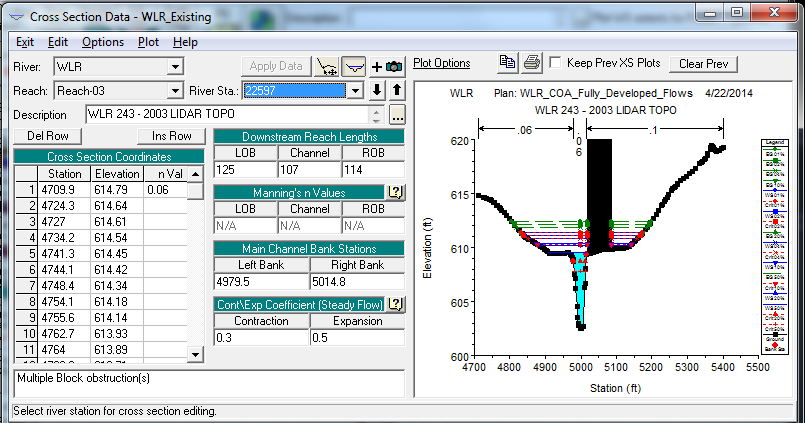 Cross Section Data - WLR_Existing
Exit Edit Options Plot Help
River: WLR Apply Data
Plot Options Keep Prev XS Plots Clear Prev
Reach: Reach-03 River Sta.: 22597
Description WLR 243 - 2003 LIDAR TOPO ...
Del Row Ins Row
Cross Section Coordinates
Station Elevation n Val
1 4709.9 614.79 0.06
2 4724.3 614.64
3 4727 614.61
4 4734.2 614.54
5 4741.3 614.45
6 4744.1 614.42
7 4748.4 614.34
8 4754.1 614.18
9 4755.6 614.14
10 4762.7 613.93
11 4764 613.89
Downstream Reach Lengths
LOB Channel ROB
125 107 114
Manning's n Values
LOB Channel ROB
N/A N/A N/A
Main Channel Bank Stations
Left Bank Right Bank
4979.5 5014.8
Cont\Exp Coefficient (Steady Flow)
Contraction Expansion
0.3 0.5
Multiple Block obstruction(s)
Select river station for cross section editing.
WLR Plan: WLR_COA_Fully_Developed_Flows 4/22/2014
WLR 243 - 2003 LIDAR TOPO
.06 .06 .1
620
615
610
605
600
Elevation (ft)
4700 4800 4900 5000 5100 5200 5300 5400 5500
Station (ft)
Legend
Ground
Bank Sta